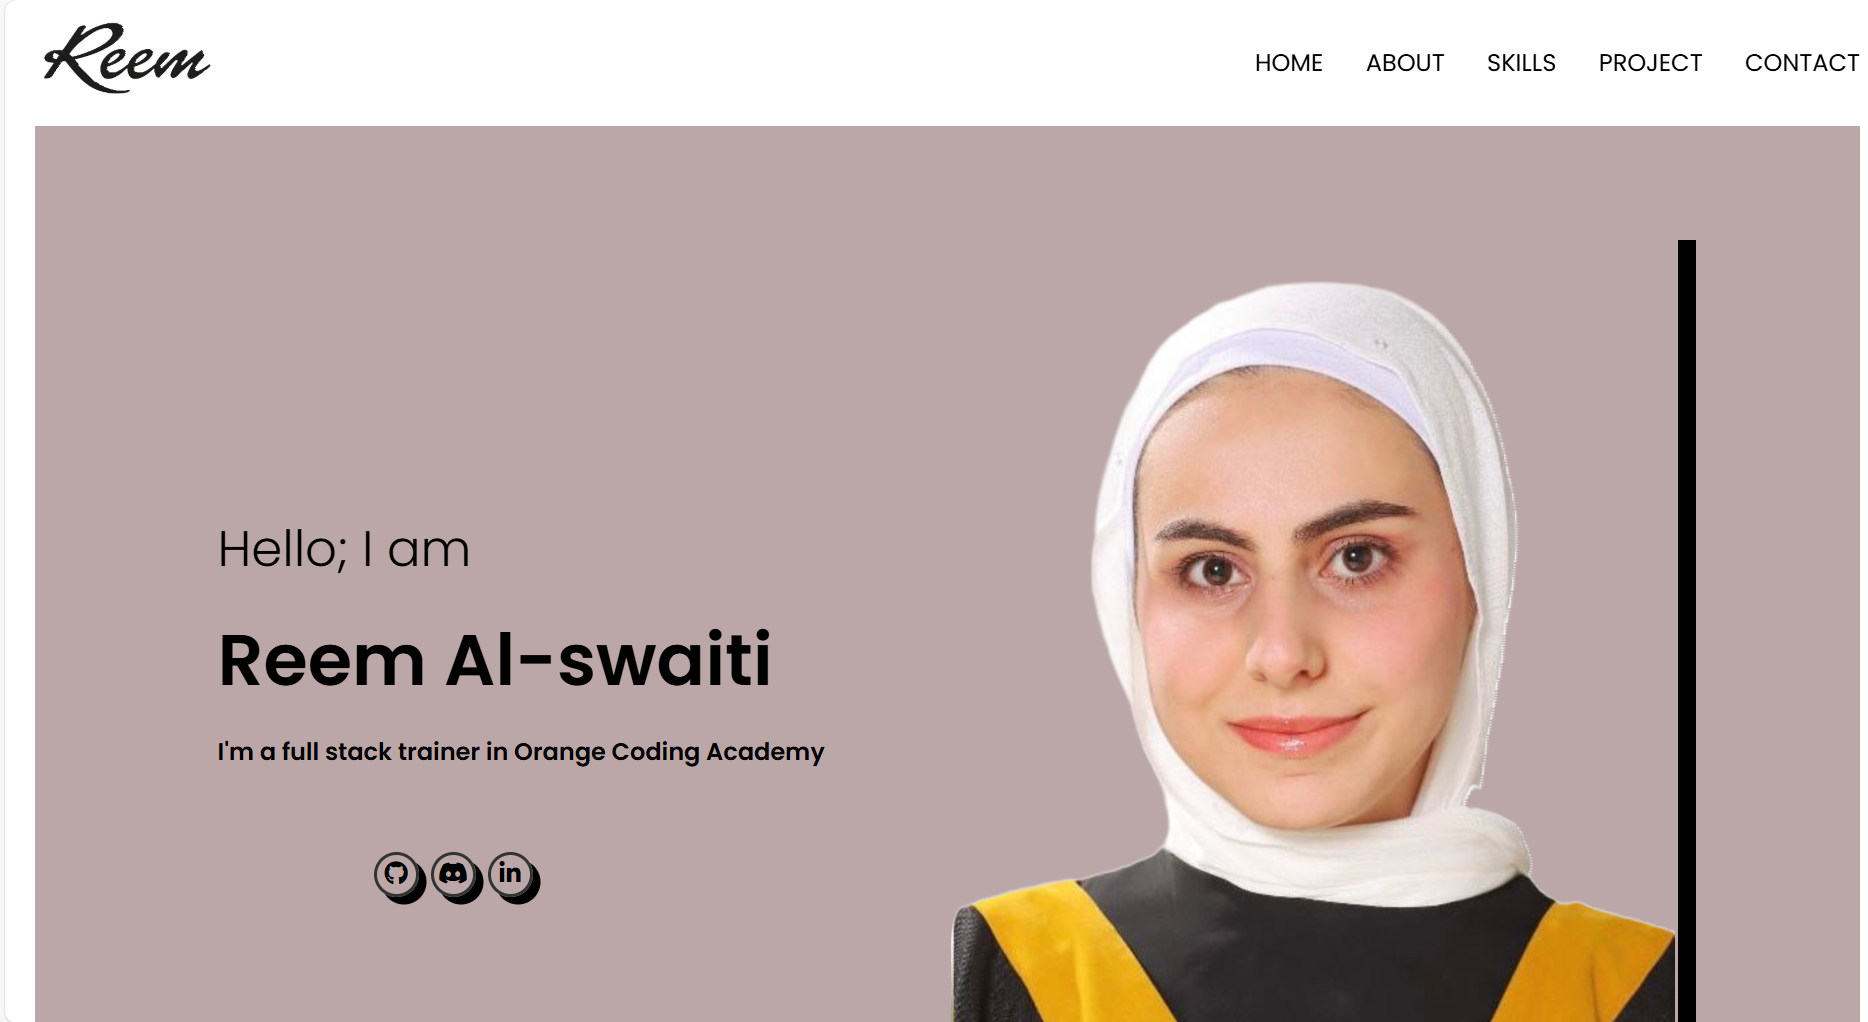 Reem
HOME ABOUT SKILLS PROJECT CONTACT
Hello; I am
Reem Al-swaiti
I'm a full stack trainer in Orange Coding Academy
in